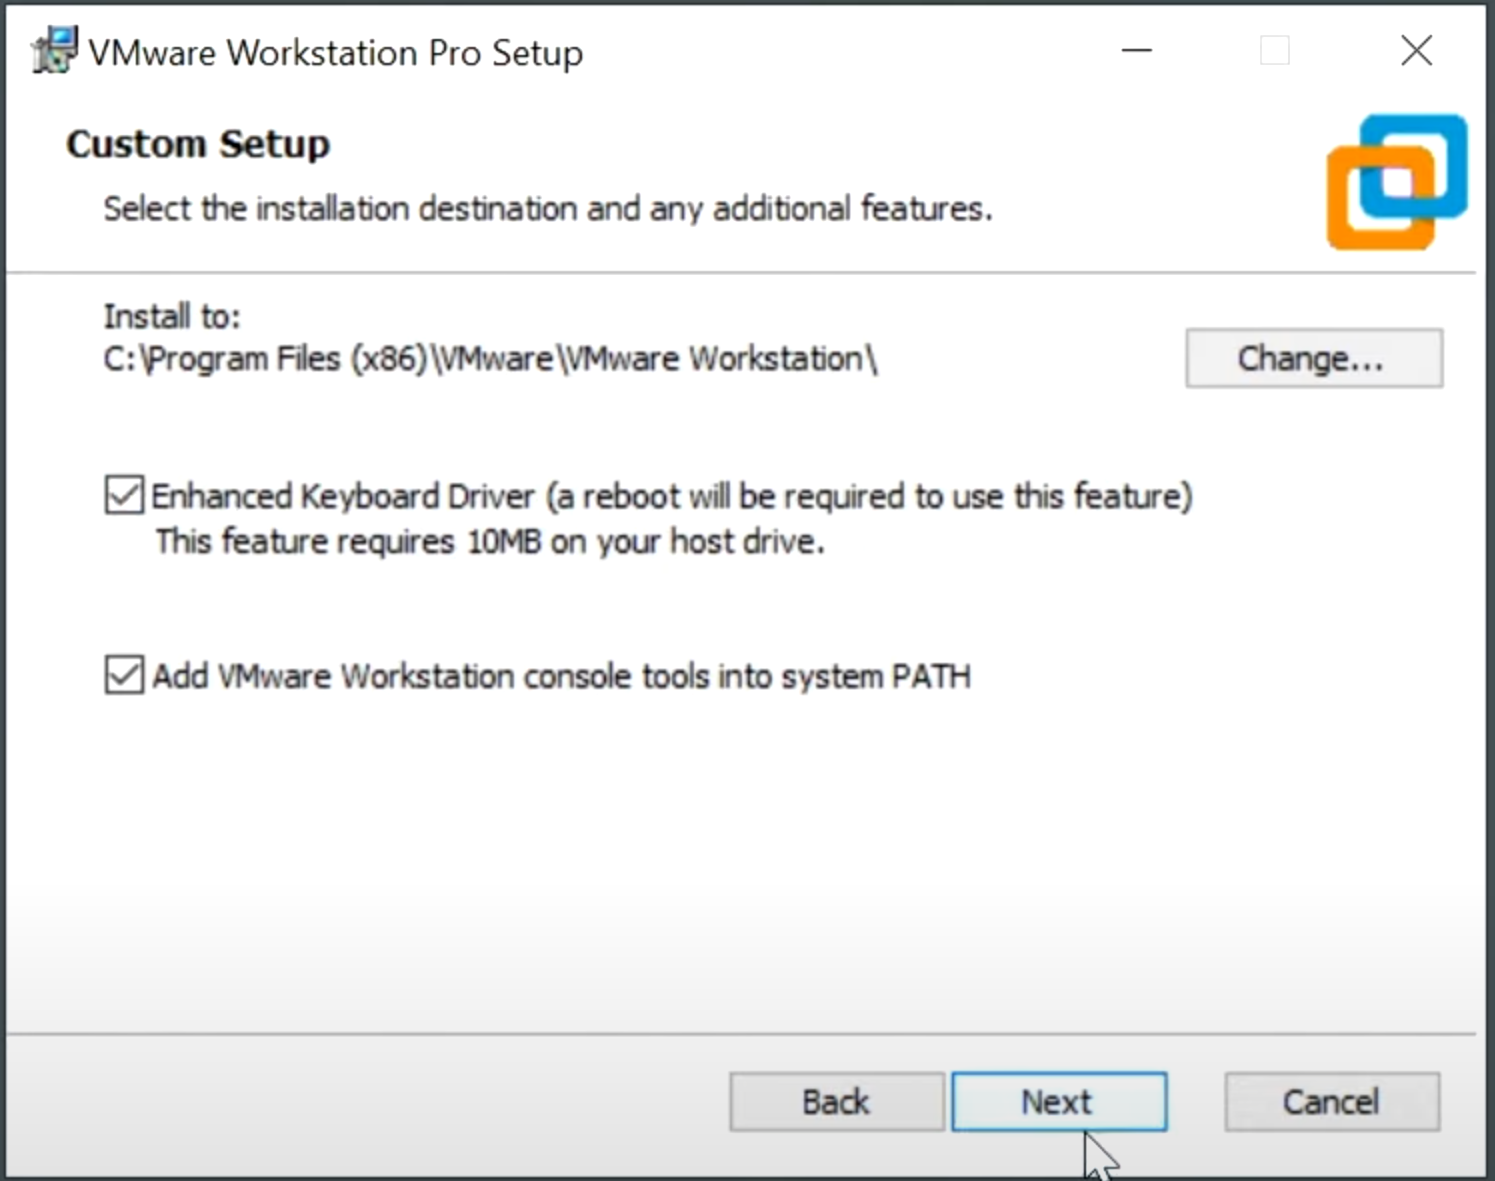 VMware Workstation Pro Setup
Custom Setup
Select the installation destination and any additional features.
Install to:
C:\Program Files (x86)\VMware\VMware Workstation\
Change...
Enhanced Keyboard Driver (a reboot will be required to use this feature)
This feature requires 10MB on your host drive.
Add VMware Workstation console tools into system PATH
Back
Next
Cancel